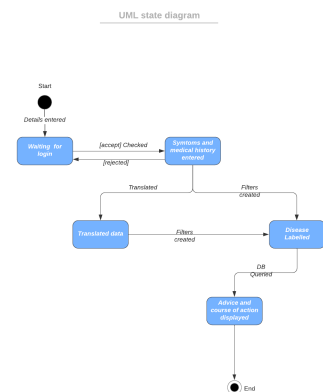 UML state diagram
Start
Details entered
Waiting for
login
[accept] Checked
[rejected]
Symtoms and
medical history
entered
Translated
Filters
created
Translated data
Filters
created
Disease
Labelled
DB
Queried
Advice and
course of action
displayed
End